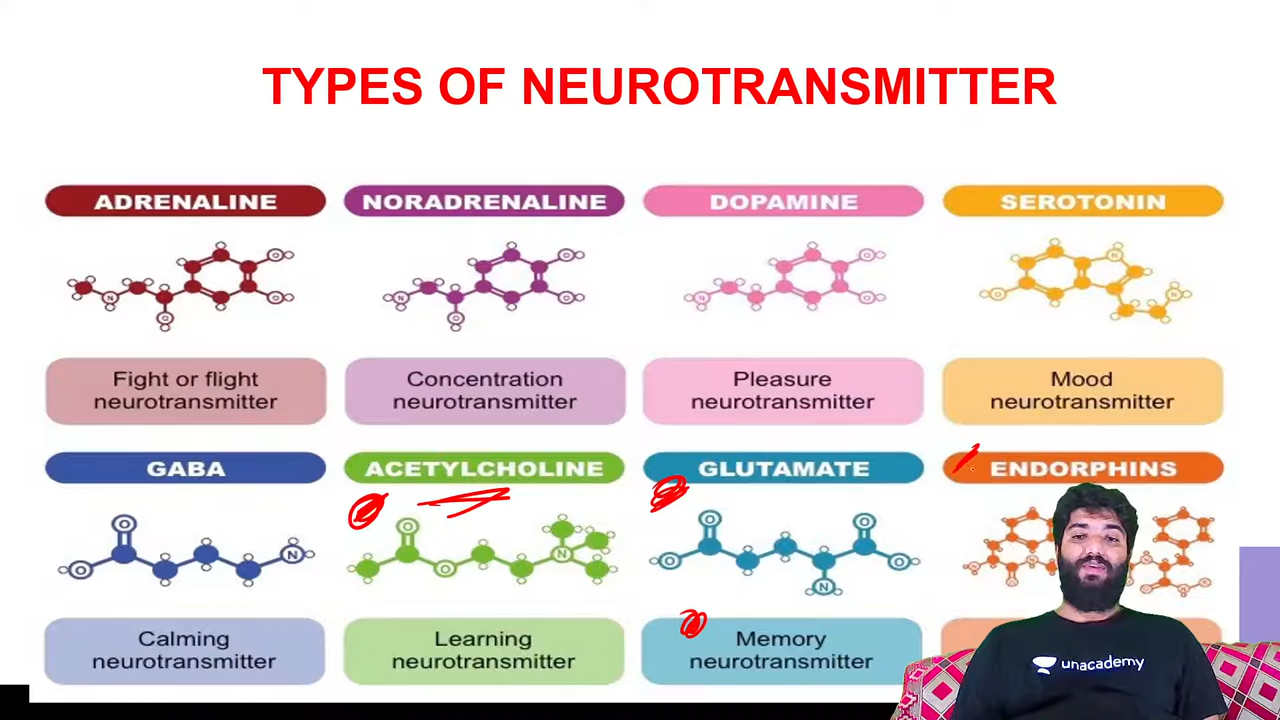 TYPES OF NEUROTRANSMITTER
ADRENALINE
NORADRENALINE
DOPAMINE
SEROTONIN
Fight or flight
neurotransmitter
Concentration
neurotransmitter
Pleasure
neurotransmitter
Mood
neurotransmitter
GABA
ACETYLCHOLINE
GLUTAMATE
ENDORPHINS
Calming
neurotransmitter
Learning
neurotransmitter
Memory
neurotransmitter
unacademy